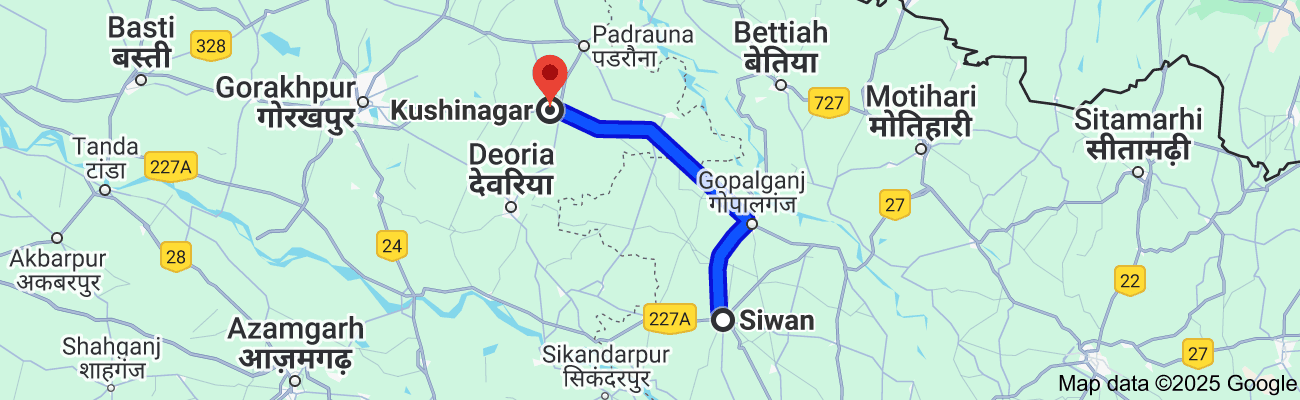 Basti
बस्ती
328
Gorakhpur
गोरखपुर
Padrauna
पडरौना
Kushinagar
Bettiah
बेतिया
727
Motihari
मोतिहारी
Sitamarhi
सीतामढ़ी
Tanda
टांडा
227A
Deoria
देवरिया
Gopalganj
गोपालगंज
27
Akbarpur
अकबरपुर
28
24
22
227A
Siwan
Azamgarh
आज़मगढ़
Shahganj
शाहगंज
Sikandarpur
सिकंदरपुर
27
Map data ©2025 Google